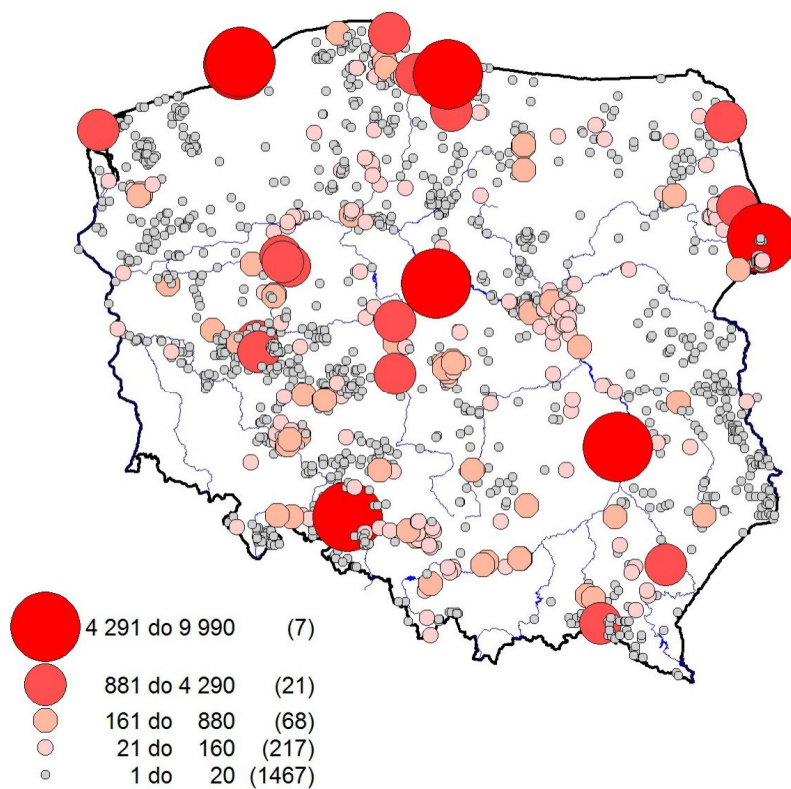 4 291 do 9 990 (7)
881 do 4 290 (21)
161 do 880 (68)
21 do 160 (217)
1 do 20 (1467)